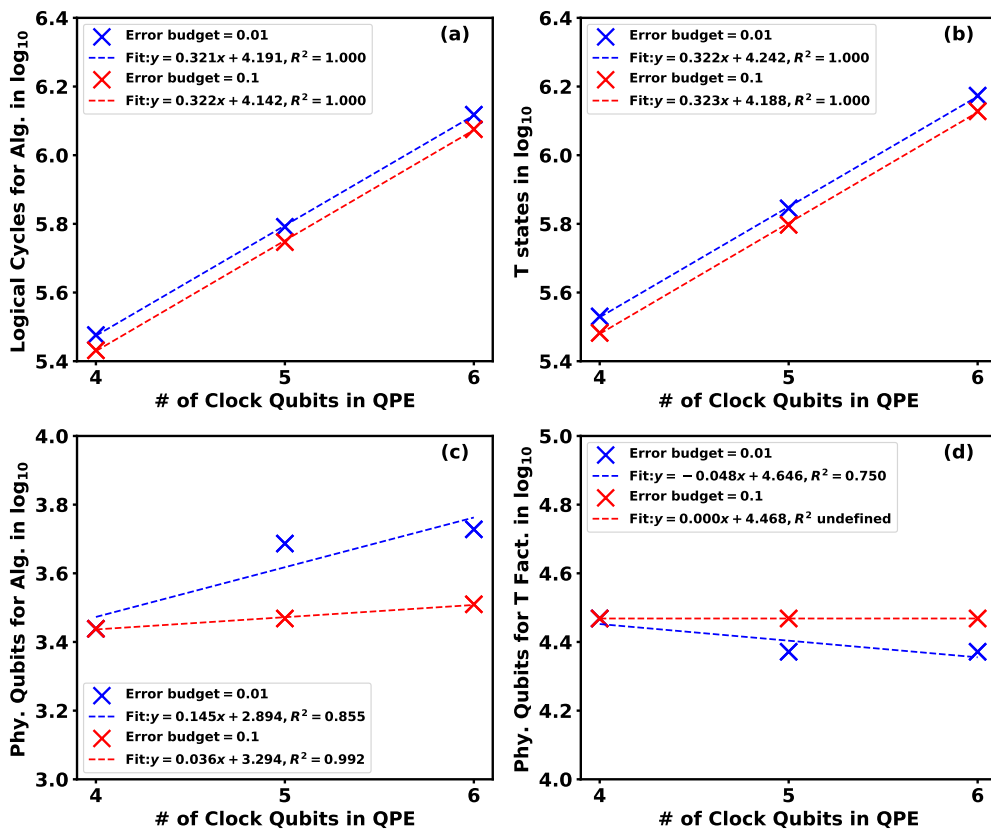 6.4
6.2
6.0
5.8
5.6
5.4
Logical Cycles for Alg. in log₁₀
(a)
Error budget = 0.01
Fit:y = 0.321x + 4.191, R² = 1.000
Error budget = 0.1
Fit:y = 0.322x + 4.142, R² = 1.000
4 5 6
# of Clock Qubits in QPE
6.4
6.2
6.0
5.8
5.6
5.4
T states in log₁₀
(b)
Error budget = 0.01
Fit:y = 0.322x + 4.242, R² = 1.000
Error budget = 0.1
Fit:y = 0.323x + 4.188, R² = 1.000
4 5 6
# of Clock Qubits in QPE
4.0
3.8
3.6
3.4
3.2
3.0
Phy. Qubits for Alg. in log₁₀
(c)
Error budget = 0.01
Fit:y = 0.145x + 2.894, R² = 0.855
Error budget = 0.1
Fit:y = 0.036x + 3.294, R² = 0.992
4 5 6
# of Clock Qubits in QPE
5.0
4.8
4.6
4.4
4.2
4.0
Phy. Qubits for T Fact. in log₁₀
(d)
Error budget = 0.01
Fit:y = −0.048x + 4.646, R² = 0.750
Error budget = 0.1
Fit:y = 0.000x + 4.468, R² undefined
4 5 6
# of Clock Qubits in QPE